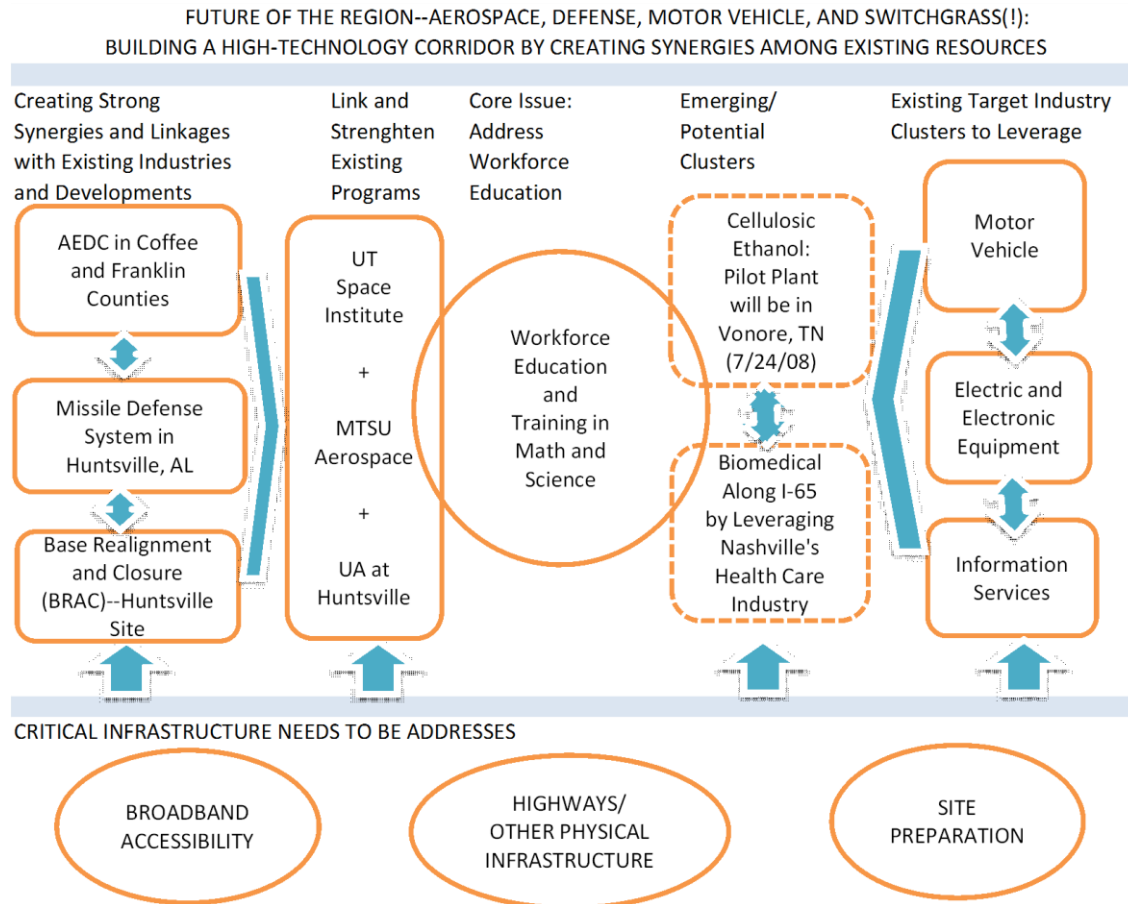 FUTURE OF THE REGION--AEROSPACE, DEFENSE, MOTOR VEHICLE, AND SWITCHGRASS(!):
BUILDING A HIGH-TECHNOLOGY CORRIDOR BY CREATING SYNERGIES AMONG EXISTING RESOURCES
Creating Strong
Synergies and Linkages
with Existing Industries
and Developments
Link and
Strenghten
Existing
Programs
Core Issue:
Address
Workforce
Education
Emerging/
Potential
Clusters
Existing Target Industry
Clusters to Leverage
AEDC in Coffee
and Franklin
Counties
Missile Defense
System in
Huntsville, AL
Base Realignment
and Closure
(BRAC)--Huntsville
Site
UT
Space
Institute
+
MTSU
Aerospace
+
UA at
Huntsville
Workforce
Education
and
Training in
Math and
Science
Cellulosic
Ethanol:
Pilot Plant
will be in
Vonore, TN
(7/24/08)
Biomedical
Along I-65
by Leveraging
Nashville's
Health Care
Industry
Motor
Vehicle
Electric and
Electronic
Equipment
Information
Services
CRITICAL INFRASTRUCTURE NEEDS TO BE ADDRESSES
BROADBAND
ACCESSIBILITY
HIGHWAYS/
OTHER PHYSICAL
INFRASTRUCTURE
SITE
PREPARATION